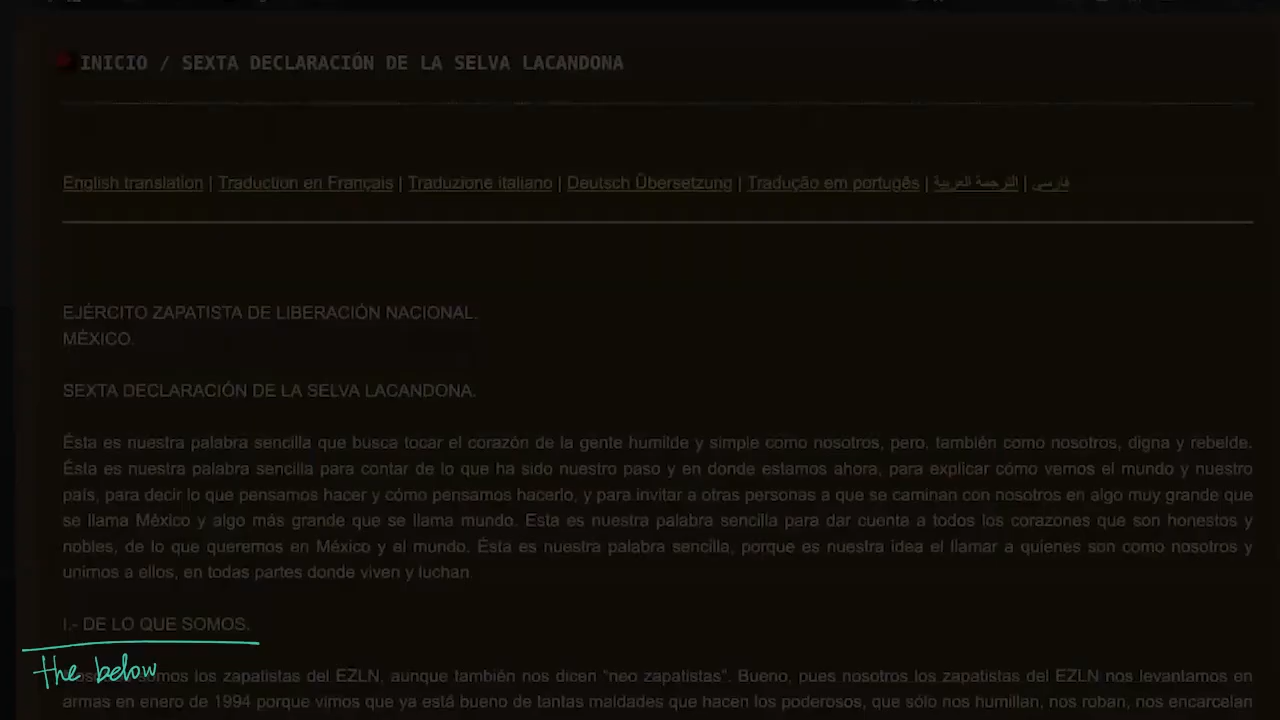 INICIO / SEXTA DECLARACIÓN DE LA SELVA LACANDONA
English translation | Traduction en Français | Traduzione italiano | Deutsch Übersetzung | Tradução em portugês | الترجمة العربية | فارسی
EJÉRCITO ZAPATISTA DE LIBERACIÓN NACIONAL.
MÉXICO.
SEXTA DECLARACIÓN DE LA SELVA LACANDONA.
Ésta es nuestra palabra sencilla que busca tocar el corazón de la gente humilde y simple como nosotros, pero, también como nosotros, digna y rebelde.
Ésta es nuestra palabra sencilla para contar de lo que ha sido nuestro paso y en donde estamos ahora, para explicar cómo vemos el mundo y nuestro
país, para decir lo que pensamos hacer y cómo pensamos hacerlo, y para invitar a otras personas a que se caminan con nosotros en algo muy grande que
se llama México y algo más grande que se llama mundo. Esta es nuestra palabra sencilla para dar cuenta a todos los corazones que son honestos y
nobles, de lo que queremos en México y el mundo. Ésta es nuestra palabra sencilla, porque es nuestra idea el llamar a quienes son como nosotros y
unirnos a ellos, en todas partes donde viven y luchan.
I.- DE LO QUE SOMOS.
the below
somos los zapatistas del EZLN, aunque también nos dicen "neo zapatistas". Bueno, pues nosotros los zapatistas del EZLN nos levantamos en
armas en enero de 1994 porque vimos que ya está bueno de tantas maldades que hacen los poderosos, que sólo nos humillan, nos roban, nos encarcelan